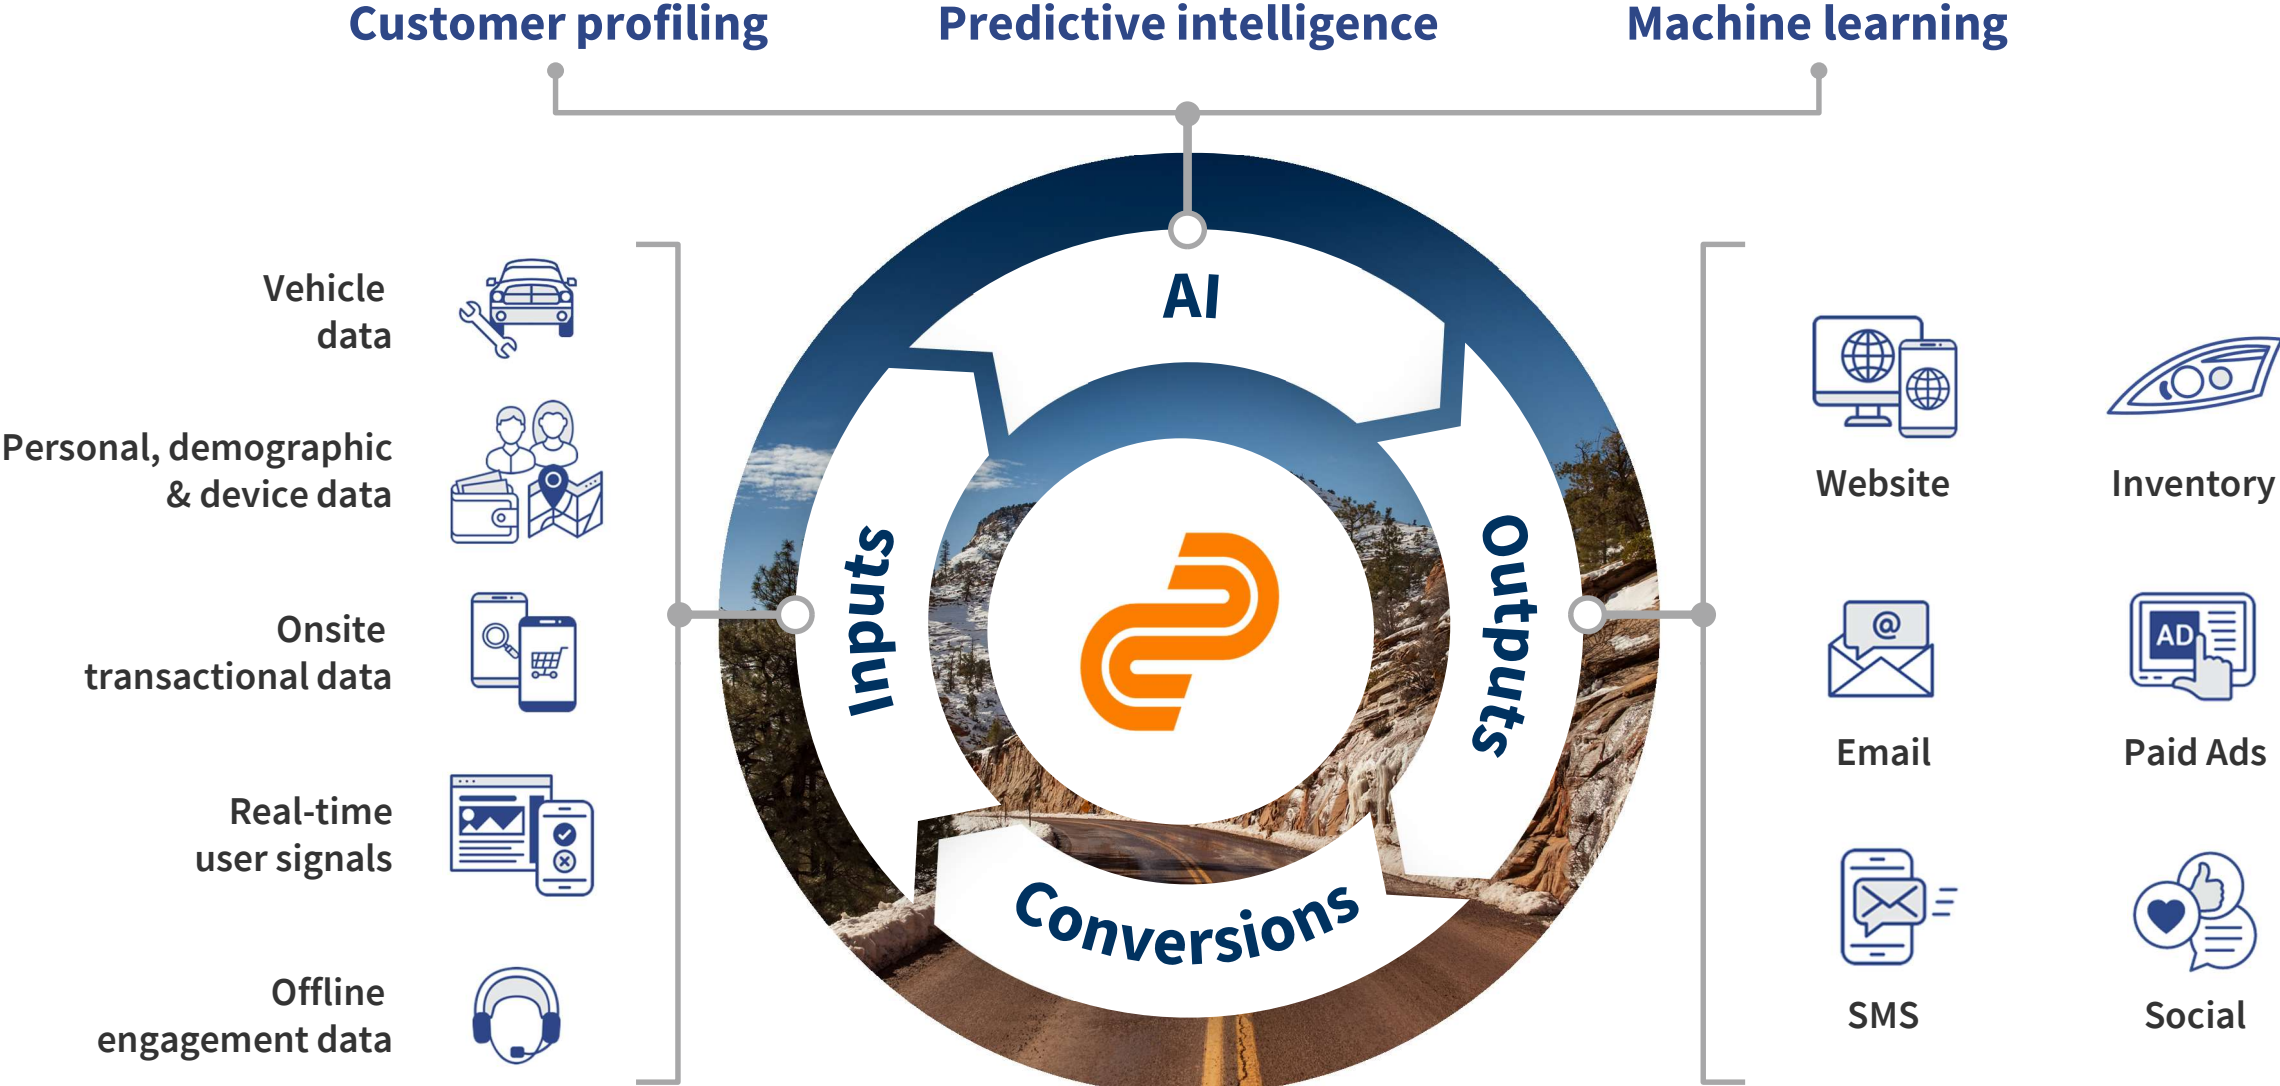 Customer profiling
Predictive intelligence
Machine learning
AI
Inputs
Outputs
Conversions
Vehicle
data
Personal, demographic
& device data
Onsite
transactional data
Real-time
user signals
Offline
engagement data
Website
Inventory
@
AD
Email
Paid Ads
SMS
Social